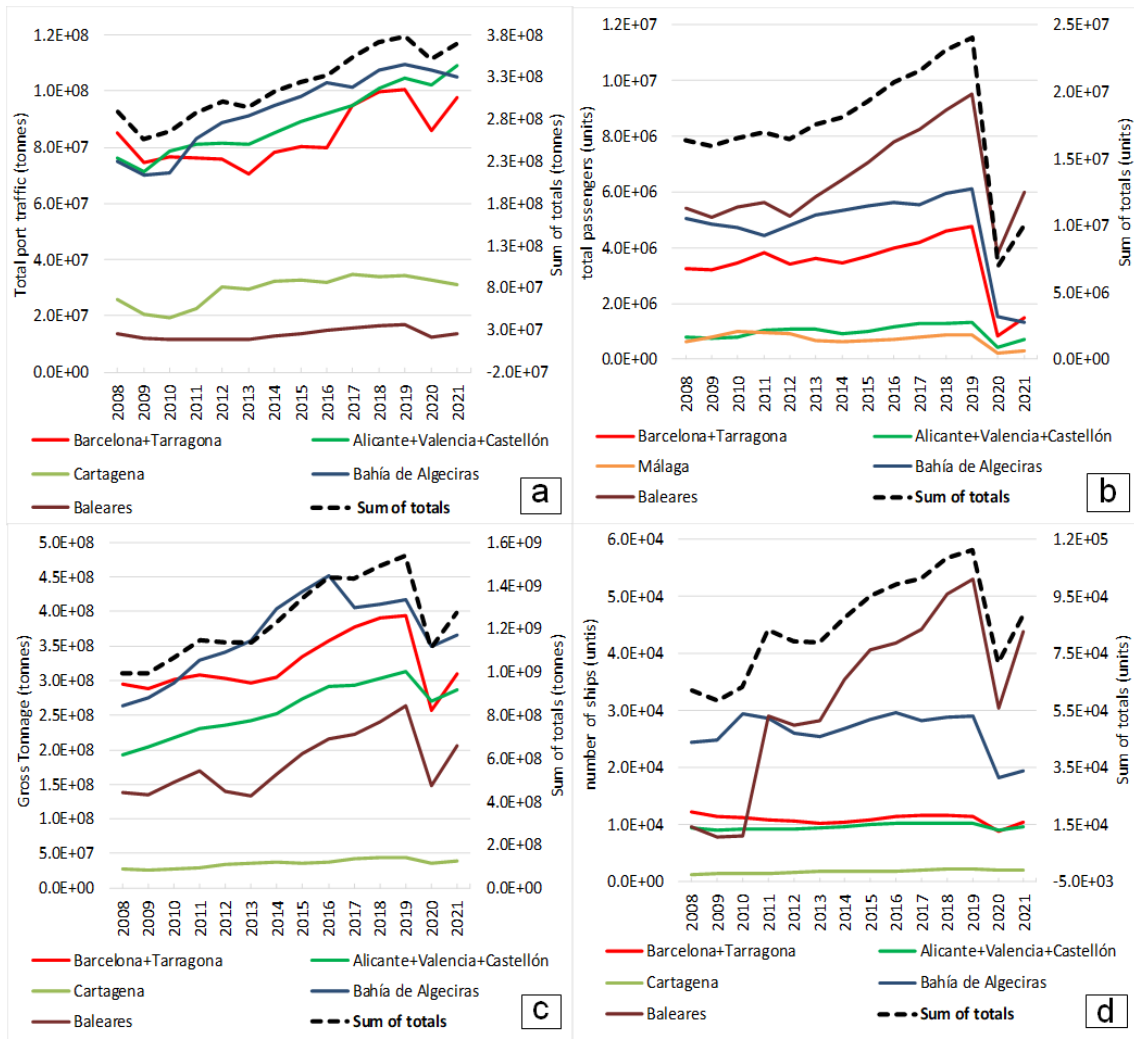 1.2E+08
1.0E+08
8.0E+07
6.0E+07
4.0E+07
2.0E+07
0.0E+00
Total port traffic (tonnes)
3.8E+08
3.3E+08
2.8E+08
2.3E+08
1.8E+08
1.3E+08
8.0E+07
3.0E+07
-2.0E+07
Sum of totals (tonnes)
2008 2009 2010 2011 2012 2013 2014 2015 2016 2017 2018 2019 2020 2021
Barcelona+Tarragona Alicante+Valencia+Castellón
Cartagena Bahía de Algeciras
Baleares Sum of totals
a
1.2E+07
1.0E+07
8.0E+06
6.0E+06
4.0E+06
2.0E+06
0.0E+00
total passengers (units)
2.5E+07
2.0E+07
1.5E+07
1.0E+07
5.0E+06
0.0E+00
Sum of totals (units)
2008 2009 2010 2011 2012 2013 2014 2015 2016 2017 2018 2019 2020 2021
Barcelona+Tarragona Alicante+Valencia+Castellón
Málaga Bahía de Algeciras
Baleares Sum of totals
b
5.0E+08
4.5E+08
4.0E+08
3.5E+08
3.0E+08
2.5E+08
2.0E+08
1.5E+08
1.0E+08
5.0E+07
0.0E+00
Gross Tonnage (tonnes)
1.6E+09
1.4E+09
1.2E+09
1.0E+09
8.0E+08
6.0E+08
4.0E+08
2.0E+08
0.0E+00
Sum of totals (tonnes)
2008 2009 2010 2011 2012 2013 2014 2015 2016 2017 2018 2019 2020 2021
Barcelona+Tarragona Alicante+Valencia+Castellón
Cartagena Bahía de Algeciras
Baleares Sum of totals
c
6.0E+04
5.0E+04
4.0E+04
3.0E+04
2.0E+04
1.0E+04
0.0E+00
number of ships (untis)
1.2E+05
9.5E+04
7.5E+04
5.5E+04
3.5E+04
1.5E+04
-5.0E+03
Sum of totals (units)
2008 2009 2010 2011 2012 2013 2014 2015 2016 2017 2018 2019 2020 2021
Barcelona+Tarragona Alicante+Valencia+Castellón
Cartagena Bahía de Algeciras
Baleares Sum of totals
d